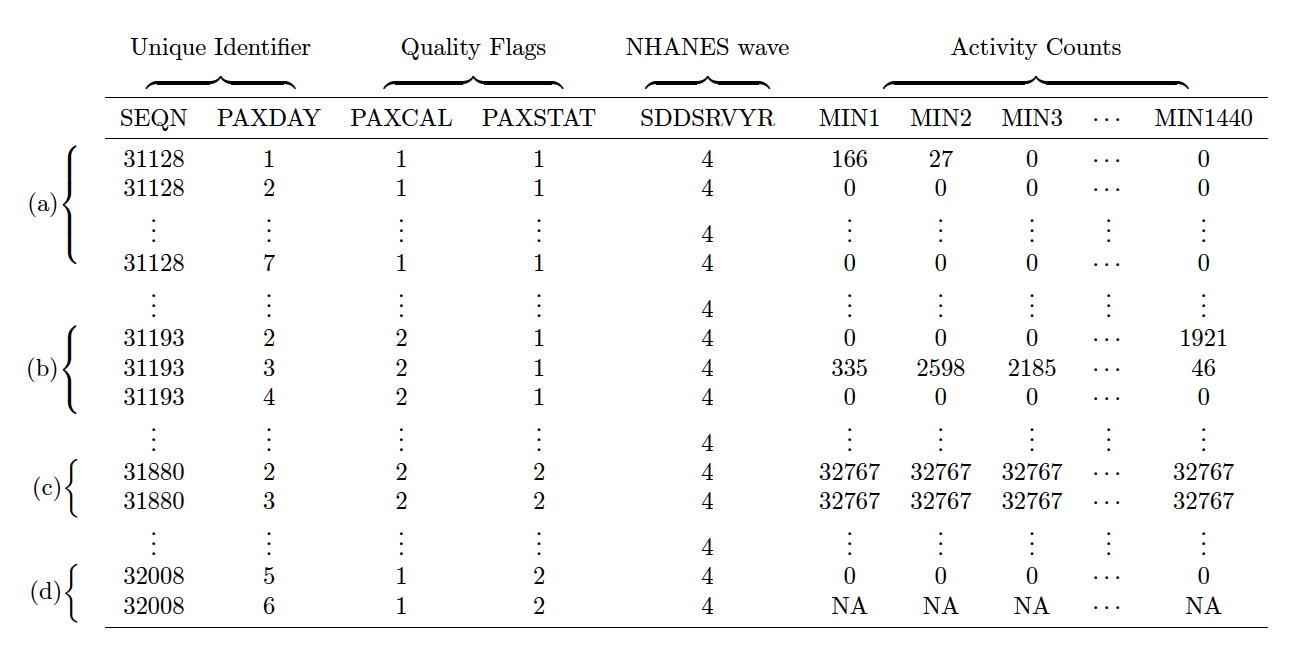 Unique Identifier Quality Flags NHANES wave Activity Counts
SEQN PAXDAY PAXCAL PAXSTAT SDDSRVYR MIN1 MIN2 MIN3 ⋯ MIN1440
(a) 31128 1 1 1 4 166 27 0 ⋯ 0
31128 2 1 1 4 0 0 0 ⋯ 0
⋮ ⋮ ⋮ ⋮ 4 ⋮ ⋮ ⋮ ⋮ ⋮
31128 7 1 1 4 0 0 0 ⋯ 0
⋮ ⋮ ⋮ ⋮ 4 ⋮ ⋮ ⋮ ⋮ ⋮
(b) 31193 2 2 1 4 0 0 0 ⋯ 1921
31193 3 2 1 4 335 2598 2185 ⋯ 46
31193 4 2 1 4 0 0 0 ⋯ 0
⋮ ⋮ ⋮ ⋮ 4 ⋮ ⋮ ⋮ ⋮ ⋮
(c) 31880 2 2 2 4 32767 32767 32767 ⋯ 32767
31880 3 2 2 4 32767 32767 32767 ⋯ 32767
⋮ ⋮ ⋮ ⋮ 4 ⋮ ⋮ ⋮ ⋮ ⋮
(d) 32008 5 1 2 4 0 0 0 ⋯ 0
32008 6 1 2 4 NA NA NA ⋯ NA